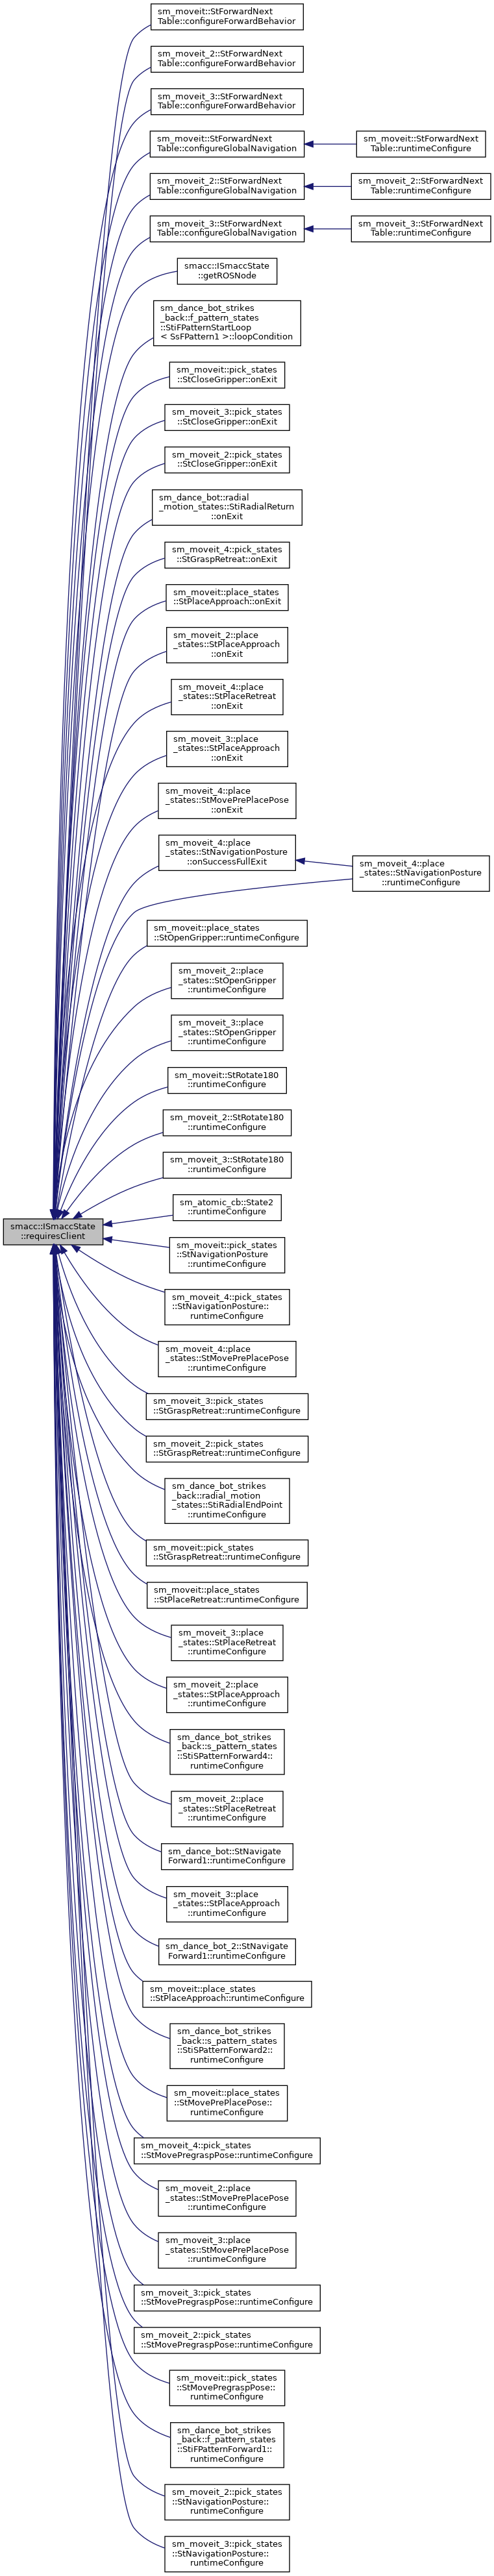 sm_moveit::StForwardNext
Table::configureForwardBehavior
sm_moveit_2::StForwardNext
Table::configureForwardBehavior
sm_moveit_3::StForwardNext
Table::configureForwardBehavior
sm_moveit::StForwardNext
Table::configureGlobalNavigation
sm_moveit::StForwardNext
Table::runtimeConfigure
sm_moveit_2::StForwardNext
Table::configureGlobalNavigation
sm_moveit_2::StForwardNext
Table::runtimeConfigure
sm_moveit_3::StForwardNext
Table::configureGlobalNavigation
sm_moveit_3::StForwardNext
Table::runtimeConfigure
smacc::ISmaccState
::getROSNode
sm_dance_bot_strikes
_back::f_pattern_states
::StiFPatternStartLoop
< SsFPattern1 >::loopCondition
sm_moveit::pick_states
::StCloseGripper::onExit
sm_moveit_3::pick_states
::StCloseGripper::onExit
sm_moveit_2::pick_states
::StCloseGripper::onExit
sm_dance_bot::radial
_motion_states::StiRadialReturn
::onExit
sm_moveit_4::pick_states
::StGraspRetreat::onExit
sm_moveit::place_states
::StPlaceApproach::onExit
sm_moveit_2::place
_states::StPlaceApproach
::onExit
sm_moveit_4::place
_states::StPlaceRetreat
::onExit
sm_moveit_3::place
_states::StPlaceApproach
::onExit
sm_moveit_4::place
_states::StMovePrePlacePose
::onExit
sm_moveit_4::place
_states::StNavigationPosture
::onSuccessFullExit
sm_moveit_4::place
_states::StNavigationPosture
::runtimeConfigure
sm_moveit::place_states
::StOpenGripper::runtimeConfigure
sm_moveit_2::place
_states::StOpenGripper
::runtimeConfigure
sm_moveit_3::place
_states::StOpenGripper
::runtimeConfigure
sm_moveit::StRotate180
::runtimeConfigure
sm_moveit_2::StRotate180
::runtimeConfigure
sm_moveit_3::StRotate180
::runtimeConfigure
sm_atomic_cb::State2
::runtimeConfigure
smacc::ISmaccState
::requiresClient
sm_moveit::pick_states
::StNavigationPosture
::runtimeConfigure
sm_moveit_4::pick_states
::StNavigationPosture::
runtimeConfigure
sm_moveit_4::place
_states::StMovePrePlacePose
::runtimeConfigure
sm_moveit_3::pick_states
::StGraspRetreat::runtimeConfigure
sm_moveit_2::pick_states
::StGraspRetreat::runtimeConfigure
sm_dance_bot_strikes
_back::radial_motion
_states::StiRadialEndPoint
::runtimeConfigure
sm_moveit::pick_states
::StGraspRetreat::runtimeConfigure
sm_moveit::place_states
::StPlaceRetreat::runtimeConfigure
sm_moveit_3::place
_states::StPlaceRetreat
::runtimeConfigure
sm_moveit_2::place
_states::StPlaceApproach
::runtimeConfigure
sm_dance_bot_strikes
_back::s_pattern_states
::StiSPatternForward4::
runtimeConfigure
sm_moveit_2::place
_states::StPlaceRetreat
::runtimeConfigure
sm_dance_bot::StNavigate
Forward1::runtimeConfigure
sm_moveit_3::place
_states::StPlaceApproach
::runtimeConfigure
sm_dance_bot_2::StNavigate
Forward1::runtimeConfigure
sm_moveit::place_states
::StPlaceApproach::runtimeConfigure
sm_dance_bot_strikes
_back::s_pattern_states
::StiSPatternForward2::
runtimeConfigure
sm_moveit::place_states
::StMovePrePlacePose::
runtimeConfigure
sm_moveit_4::pick_states
::StMovePregraspPose::runtimeConfigure
sm_moveit_2::place
_states::StMovePrePlacePose
::runtimeConfigure
sm_moveit_3::place
_states::StMovePrePlacePose
::runtimeConfigure
sm_moveit_3::pick_states
::StMovePregraspPose::runtimeConfigure
sm_moveit_2::pick_states
::StMovePregraspPose::runtimeConfigure
sm_moveit::pick_states
::StMovePregraspPose::
runtimeConfigure
sm_dance_bot_strikes
_back::f_pattern_states
::StiFPatternForward1::
runtimeConfigure
sm_moveit_2::pick_states
::StNavigationPosture::
runtimeConfigure
sm_moveit_3::pick_states
::StNavigationPosture::
runtimeConfigure